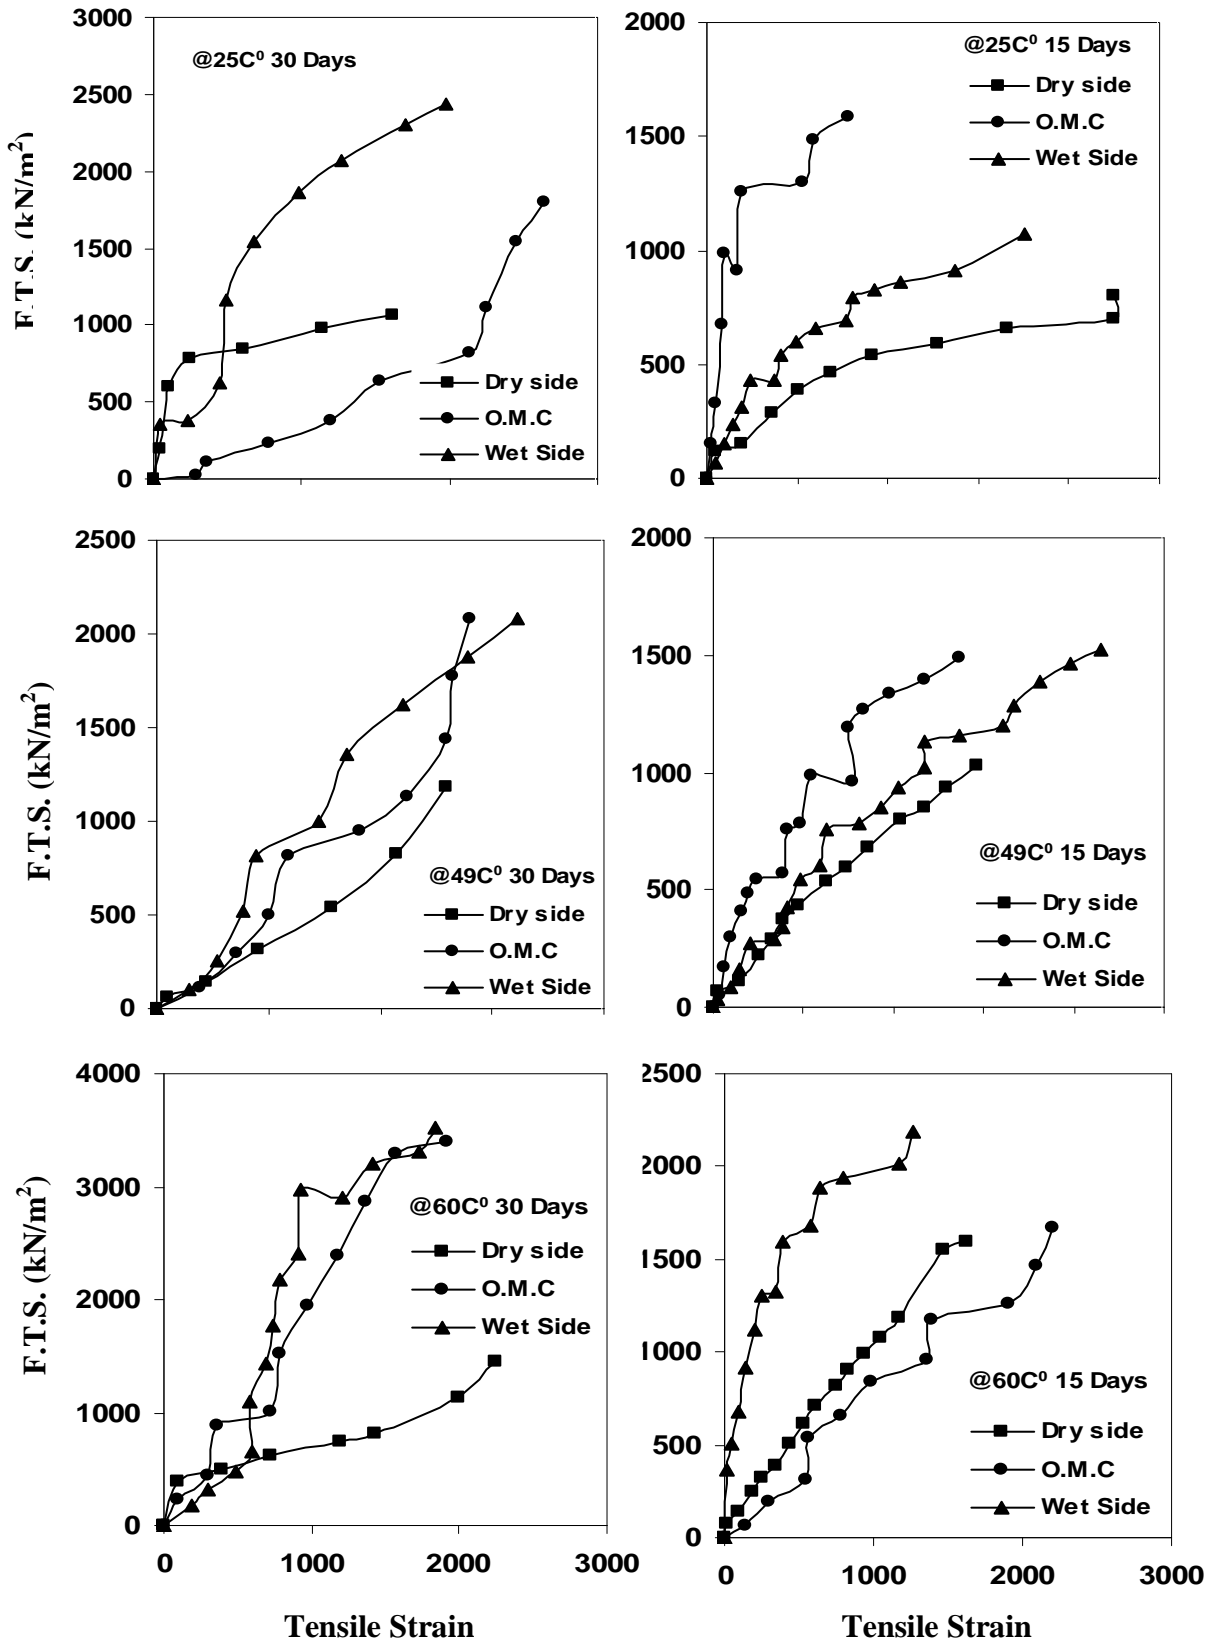 3000
2500
2000
1500
1000
500
0
F.T.S. (kN/m2)
@25C0 30 Days
Dry side
O.M.C
Wet Side
2000
1500
1000
500
0
@25C0 15 Days
Dry side
O.M.C
Wet Side
2500
2000
1500
1000
500
0
F.T.S. (kN/m2)
@49C0 30 Days
Dry side
O.M.C
Wet Side
2000
1500
1000
500
0
@49C0 15 Days
Dry side
O.M.C
Wet Side
4000
3000
2000
1000
0
F.T.S. (kN/m2)
@60C0 30 Days
Dry side
O.M.C
Wet Side
0 1000 2000 3000
Tensile Strain
2500
2000
1500
1000
500
0
@60C0 15 Days
Dry side
O.M.C
Wet Side
0 1000 2000 3000
Tensile Strain